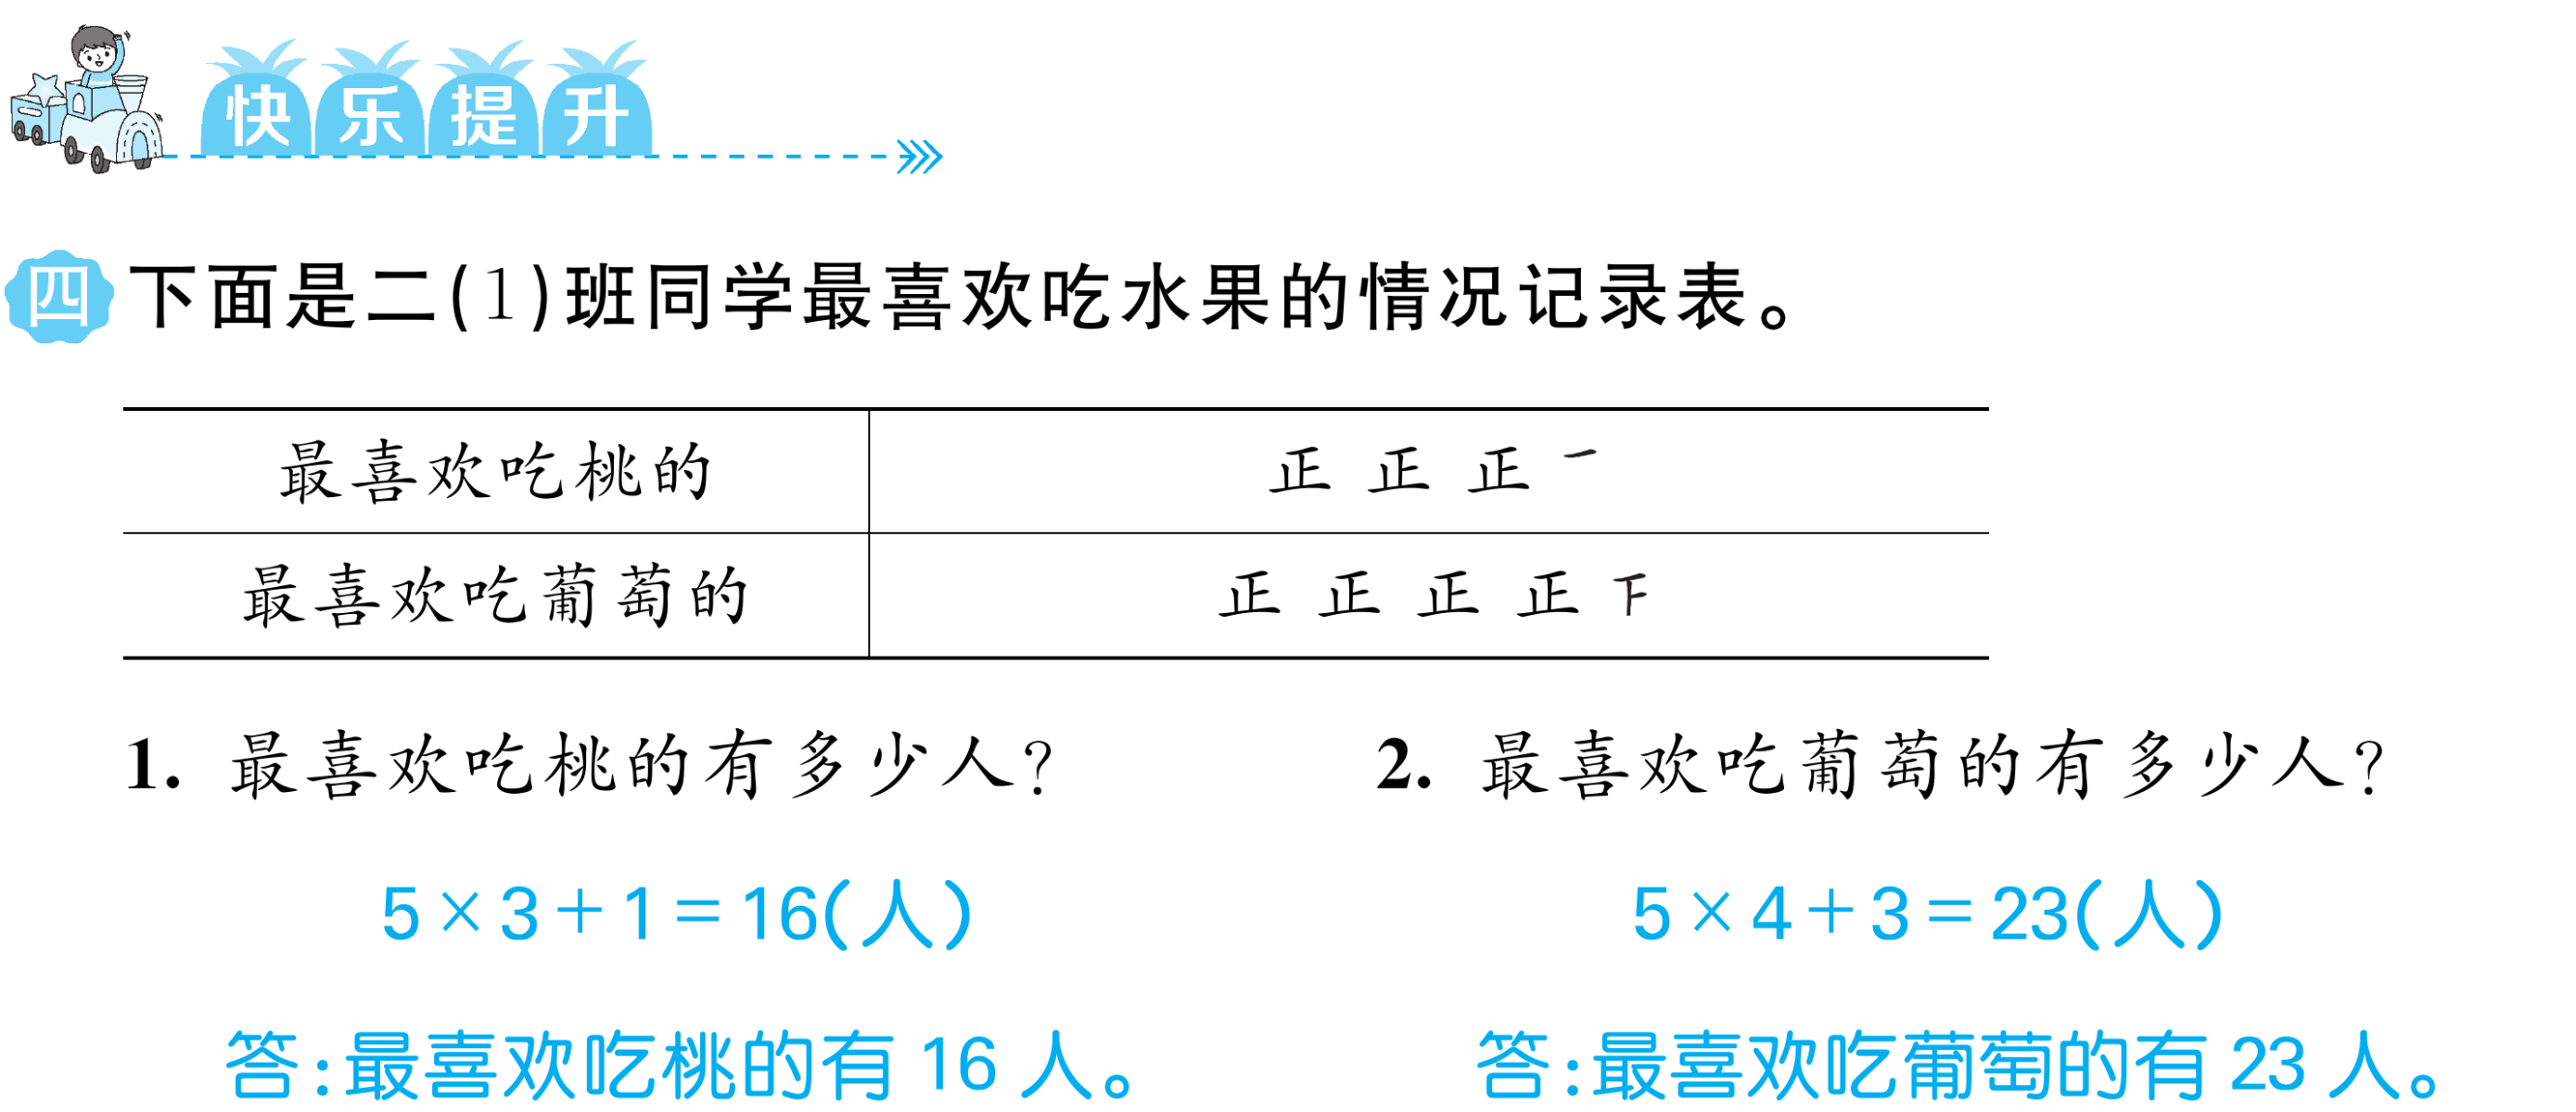 快乐提升
四 下面是二(1)班同学最喜欢吃水果的情况记录表。
最喜欢吃桃的 正 正 正 一
最喜欢吃葡萄的 正 正 正 正 𠄟
1. 最喜欢吃桃的有多少人?
2. 最喜欢吃葡萄的有多少人?
5×3+1=16(人)
5×4+3=23(人)
答:最喜欢吃桃的有 16 人。
答:最喜欢吃葡萄的有 23 人。